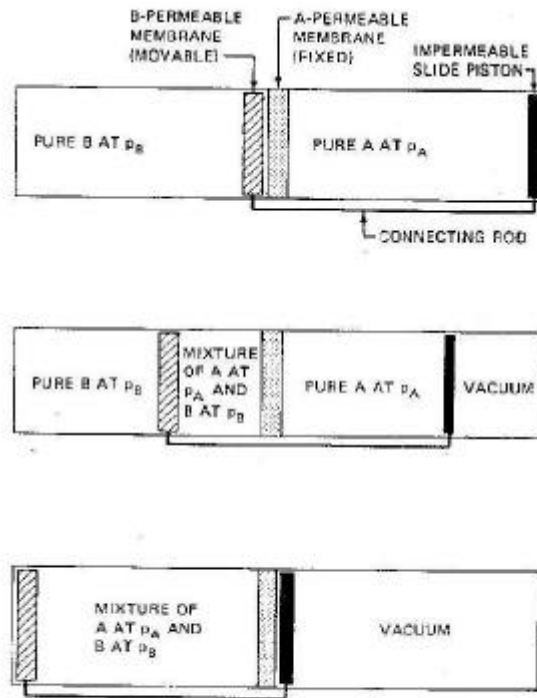 B-PERMEABLE
MEMBRANE
(MOVABLE)
A-PERMEABLE
MEMBRANE
(FIXED)
IMPERMEABLE
SLIDE PISTON
PURE B AT pB
PURE A AT pA
CONNECTING ROD
PURE B AT pB
MIXTURE
OF A AT
pA AND
B AT pB
PURE A AT pA
VACUUM
MIXTURE OF
A AT pA AND
B AT pB
VACUUM